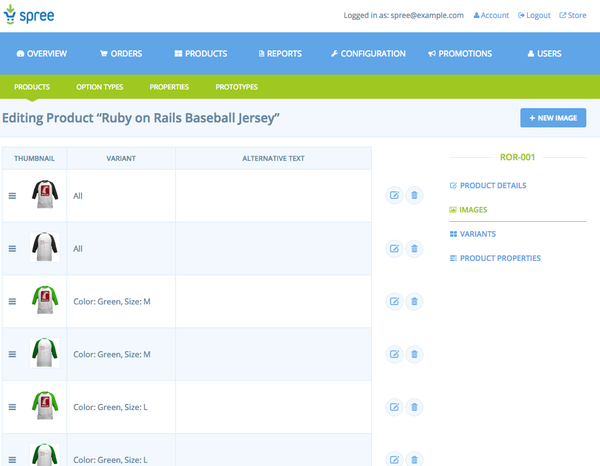 spree
Logged in as: spree@example.com Account Logout Store
OVERVIEW ORDERS PRODUCTS REPORTS CONFIGURATION PROMOTIONS USERS
PRODUCTS OPTION TYPES PROPERTIES PROTOTYPES
Editing Product “Ruby on Rails Baseball Jersey”
+ NEW IMAGE
THUMBNAIL VARIANT ALTERNATIVE TEXT
ROR-001
PRODUCT DETAILS
IMAGES
VARIANTS
PRODUCT PROPERTIES
All
All
Color: Green, Size: M
Color: Green, Size: M
Color: Green, Size: L
Color: Green, Size: L